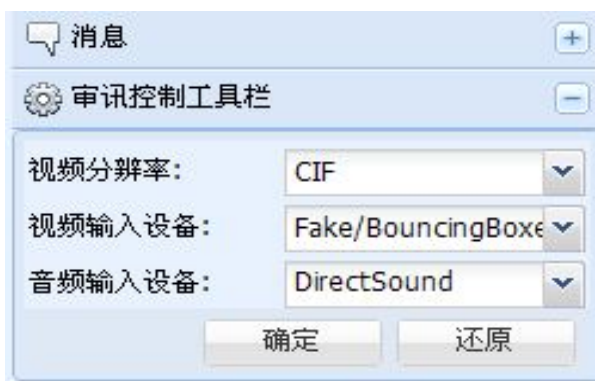 消息
审讯控制工具栏
视频分辨率: CIF
视频输入设备: Fake/BouncingBoxe
音频输入设备: DirectSound
确定 还原